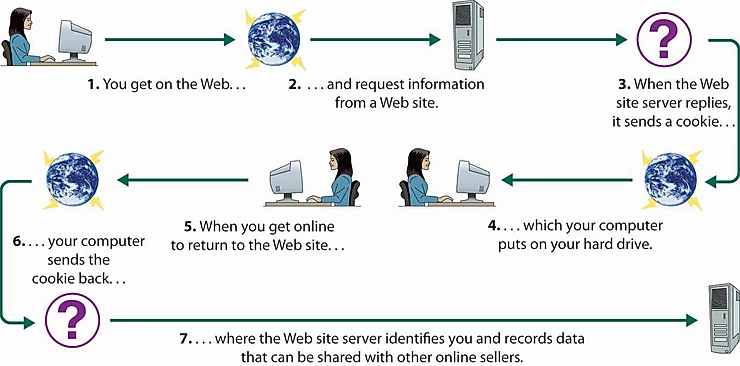 1. You get on the Web. . .
2. . . . and request information
from a Web site.
?
3. When the Web
site server replies,
it sends a cookie. . .
4. . . . which your computer
puts on your hard drive.
5. When you get online
to return to the Web site. . .
6. . . . your computer
sends the
cookie back. . .
?
7. . . . where the Web site server identifies you and records data
that can be shared with other online sellers.